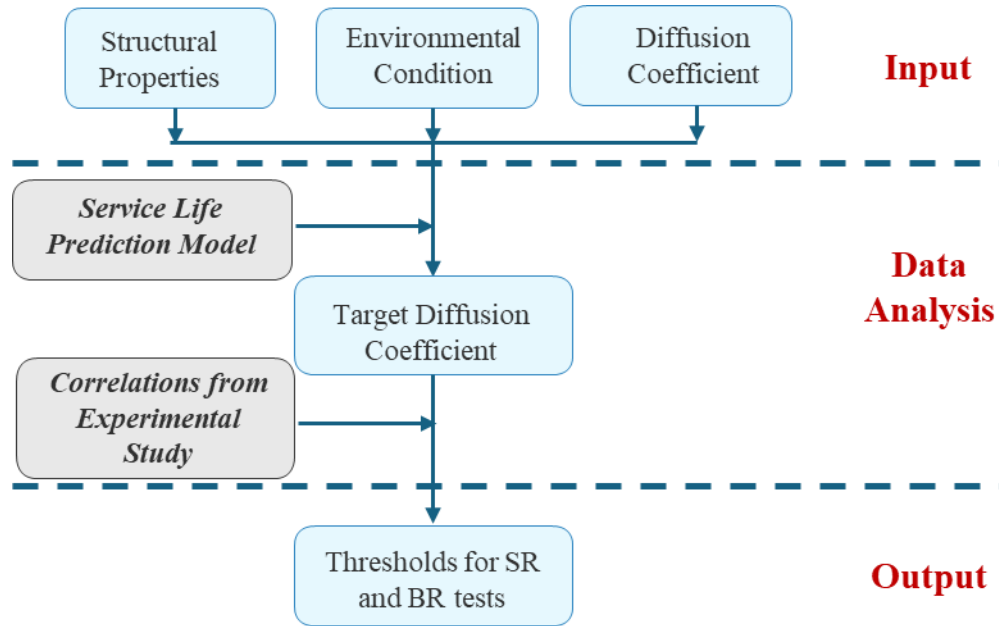 Structural
Properties
Environmental
Condition
Diffusion
Coefficient
Input
Service Life
Prediction Model
Data
Analysis
Target Diffusion
Coefficient
Correlations from
Experimental
Study
Thresholds for SR
and BR tests
Output